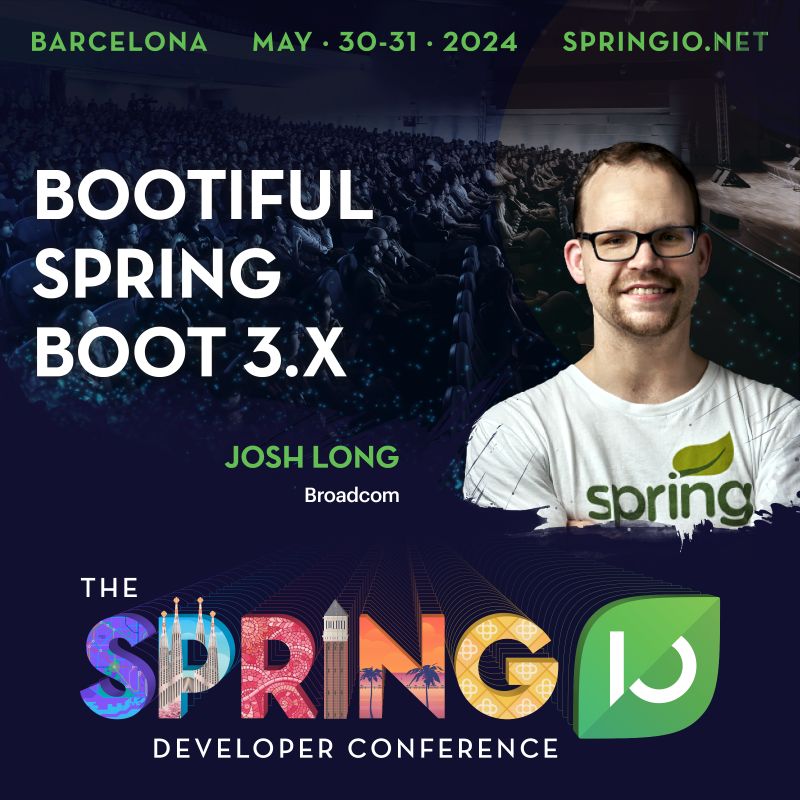 BARCELONA MAY · 30-31 · 2024 SPRINGIO.NET
BOOTIFUL
SPRING
BOOT 3.X
JOSH LONG
Broadcom
spring
THE
SPRING IO
DEVELOPER CONFERENCE